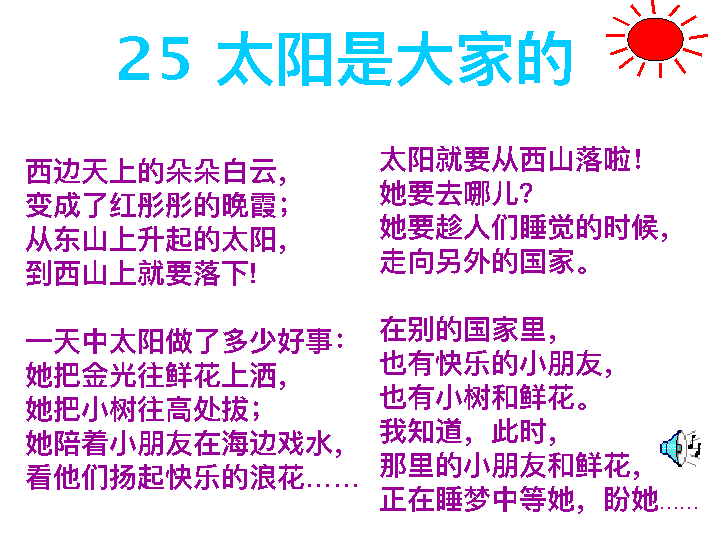 25 太阳是大家的
西边天上的朵朵白云，
变成了红彤彤的晚霞；
从东山上升起的太阳，
到西山上就要落下！
一天中太阳做了多少好事：
她把金光往鲜花上洒，
她把小树往高处拔；
她陪着小朋友在海边戏水，
看他们扬起快乐的浪花……
太阳就要从西山落啦！
她要去哪儿？
她要趁人们睡觉的时候，
走向另外的国家。
在别的国家里，
也有快乐的小朋友，
也有小树和鲜花。
我知道，此时，
那里的小朋友和鲜花，
正在睡梦中等她，盼她……